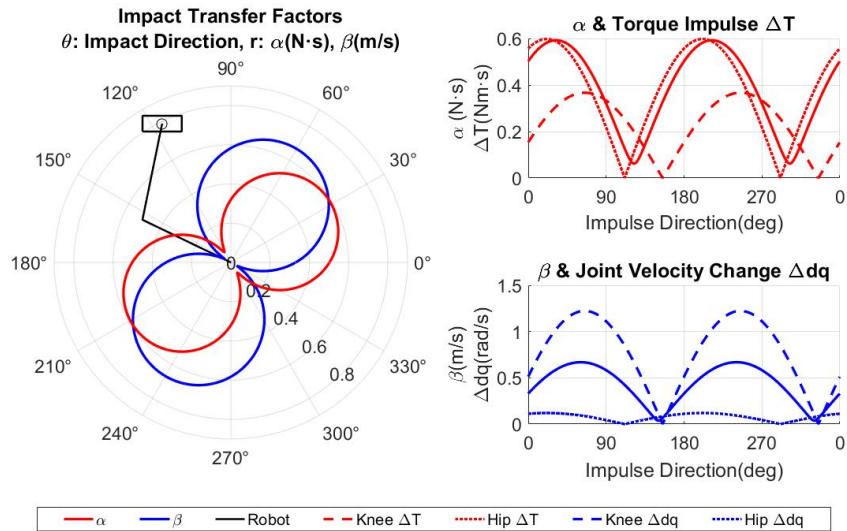 Impact Transfer Factors
θ: Impact Direction, r: α(N·s), β(m/s)
90°
120°
60°
150°
30°
180°
0
0°
0.2
0.4
0.6
0.8
210°
330°
240°
300°
270°
α & Torque Impulse ΔT
α (N·s)
ΔT(Nm·s)
0.6
0.4
0.2
0
0 90 180 270 0
Impulse Direction(deg)
β & Joint Velocity Change Δdq
β(m/s)
Δdq(rad/s)
1.5
1
0.5
0
0 90 180 270 0
Impulse Direction(deg)
α β Robot Knee ΔT Hip ΔT Knee Δdq Hip Δdq